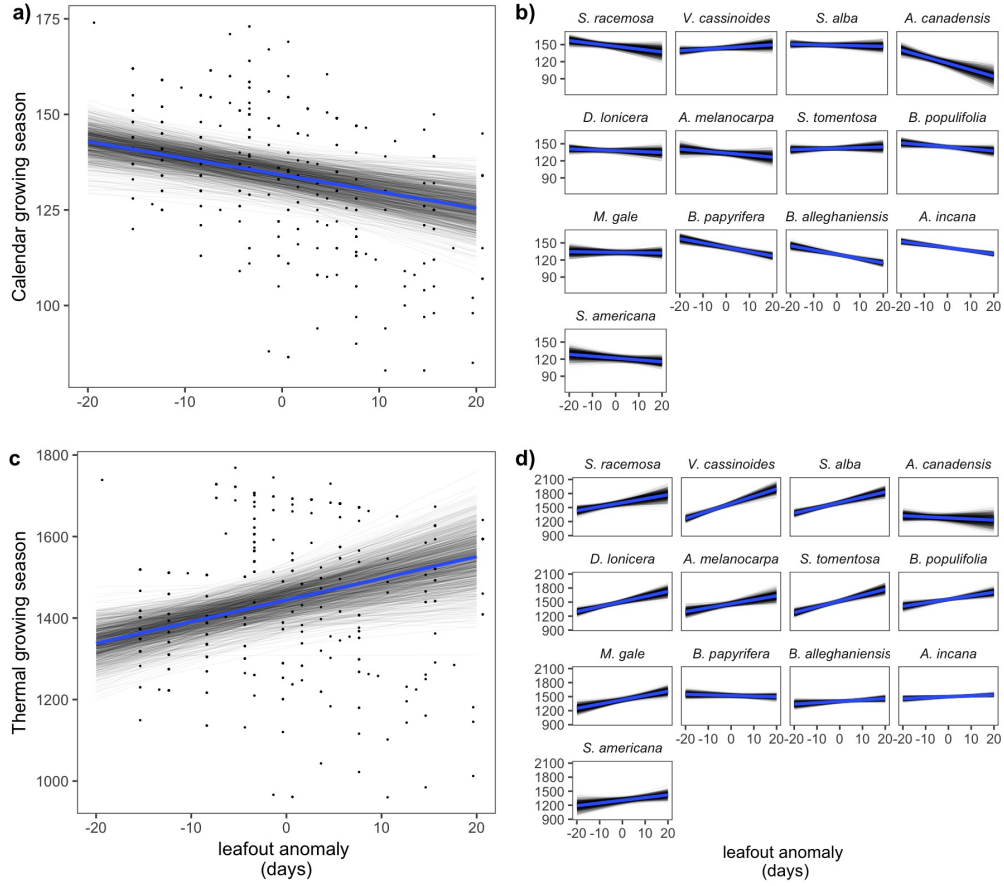 a)
175
150
125
100
Calendar growing season
-20 -10 0 10 20
b)
S. racemosa V. cassinoides S. alba A. canadensis
150
120
90
D. lonicera A. melanocarpa S. tomentosa B. populifolia
150
120
90
M. gale B. papyrifera B. alleghaniensis A. incana
150
120
90
-20 -10 0 10 20 -20 -10 0 10 20 -20 -10 0 10 20
S. americana
150
120
90
-20 -10 0 10 20
c
1800
1600
1400
1200
1000
Thermal growing season
-20 -10 0 10 20
leafout anomaly
(days)
d)
S. racemosa V. cassinoides S. alba A. canadensis
2100
1800
1500
1200
900
D. lonicera A. melanocarpa S. tomentosa B. populifolia
2100
1800
1500
1200
900
M. gale B. papyrifera B. alleghaniensis A. incana
2100
1800
1500
1200
900
-20 -10 0 10 20 -20 -10 0 10 20 -20 -10 0 10 20
S. americana
2100
1800
1500
1200
900
-20 -10 0 10 20
leafout anomaly
(days)